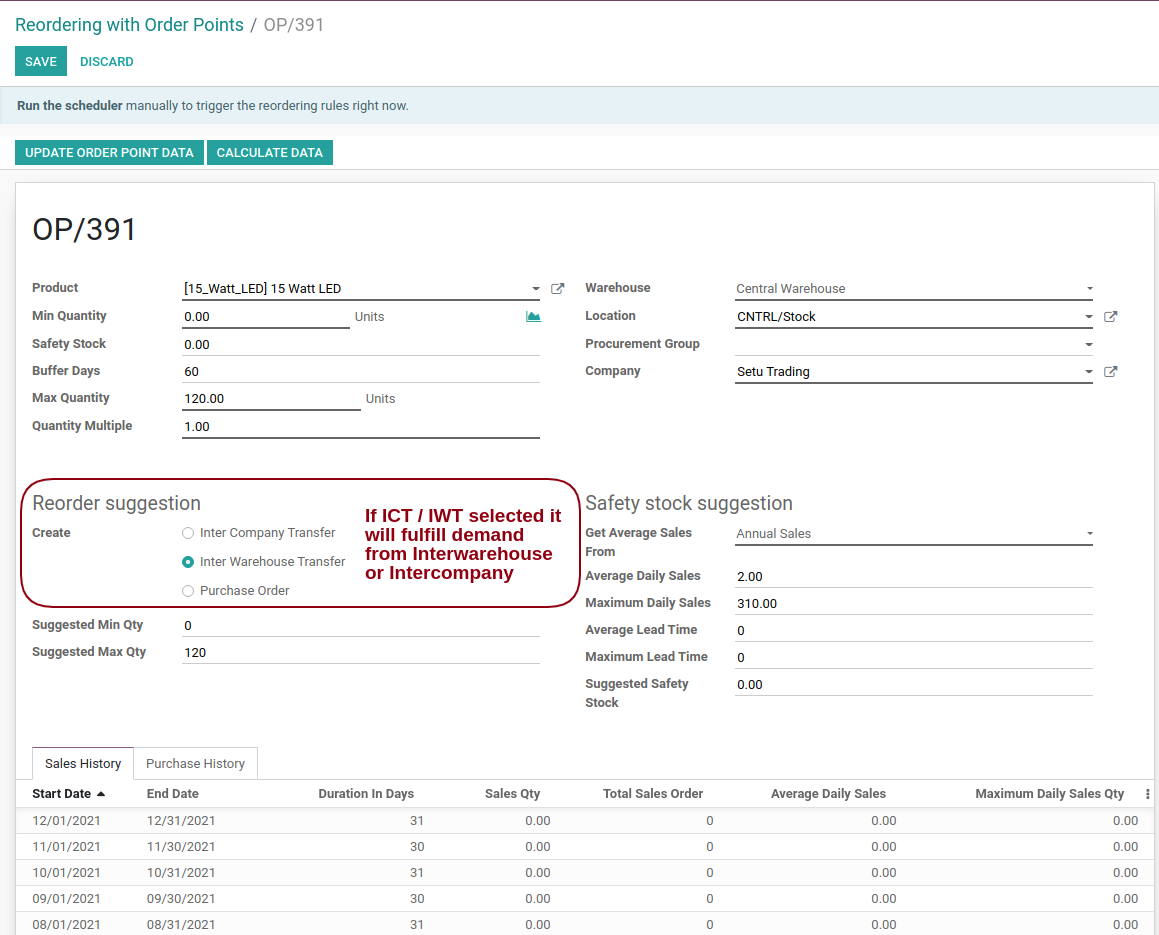 Reordering with Order Points / OP/391
SAVE DISCARD
Run the scheduler manually to trigger the reordering rules right now.
UPDATE ORDER POINT DATA CALCULATE DATA
OP/391
Product [15_Watt_LED] 15 Watt LED
Min Quantity 0.00 Units
Safety Stock 0.00
Buffer Days 60
Max Quantity 120.00 Units
Quantity Multiple 1.00
Warehouse Central Warehouse
Location CNTRL/Stock
Procurement Group
Company Setu Trading
Reorder suggestion
Create Inter Company Transfer
Inter Warehouse Transfer
Purchase Order
If ICT / IWT selected it
will fulfill demand
from Interwarehouse
or Intercompany
Suggested Min Qty 0
Suggested Max Qty 120
Safety stock suggestion
Get Average Sales Annual Sales
From
Average Daily Sales 2.00
Maximum Daily Sales 310.00
Average Lead Time 0
Maximum Lead Time 0
Suggested Safety 0.00
Stock
Sales History Purchase History
Start Date End Date Duration In Days Sales Qty Total Sales Order Average Daily Sales Maximum Daily Sales Qty
12/01/2021 12/31/2021 31 0.00 0 0.00 0.00
11/01/2021 11/30/2021 30 0.00 0 0.00 0.00
10/01/2021 10/31/2021 31 0.00 0 0.00 0.00
09/01/2021 09/30/2021 30 0.00 0 0.00 0.00
08/01/2021 08/31/2021 31 0.00 0 0.00 0.00